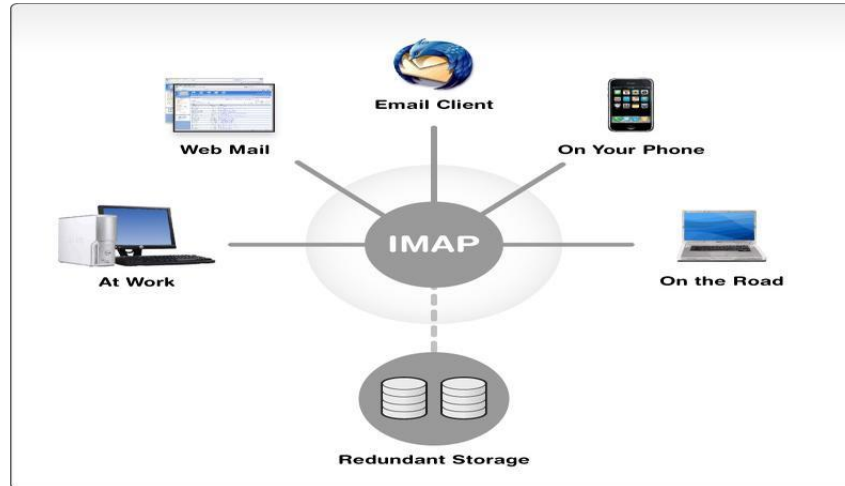 Email Client
Web Mail
On Your Phone
IMAP
At Work
On the Road
Redundant Storage